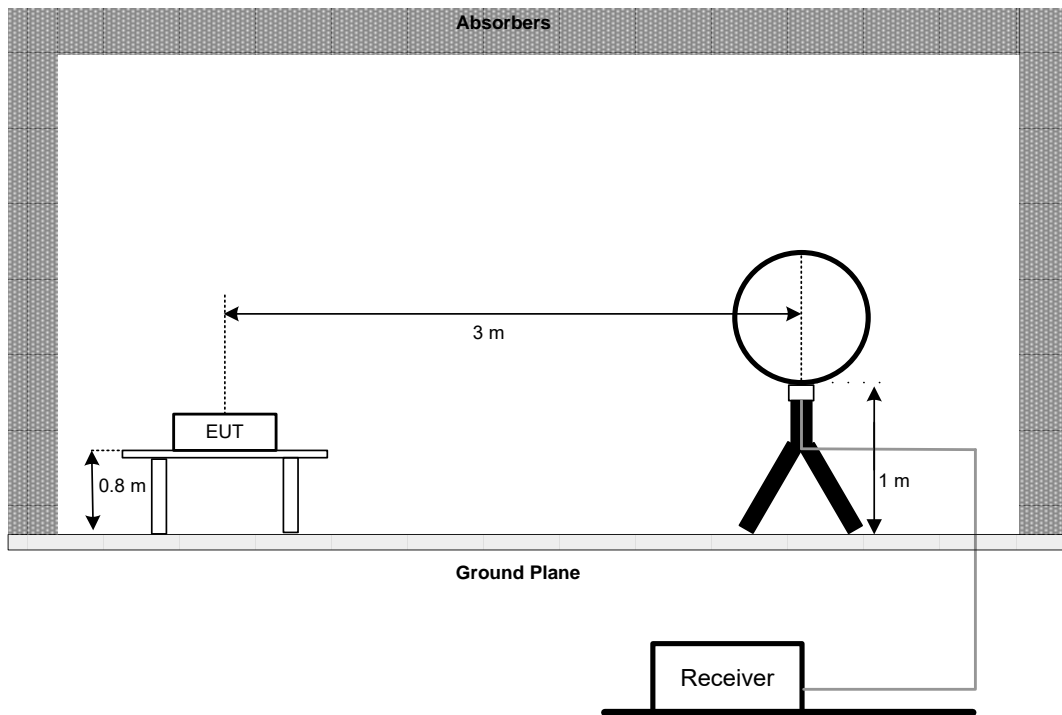 Absorbers
3 m
EUT
0.8 m
1 m
Ground Plane
Receiver